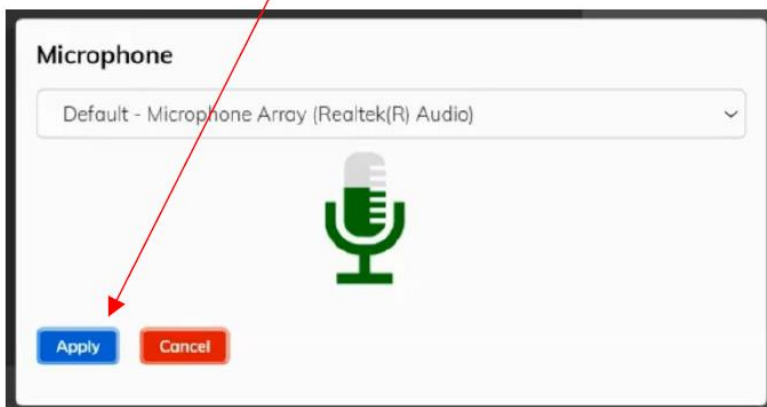 Microphone
Default - Microphone Array (Realtek(R) Audio)
Apply
Cancel